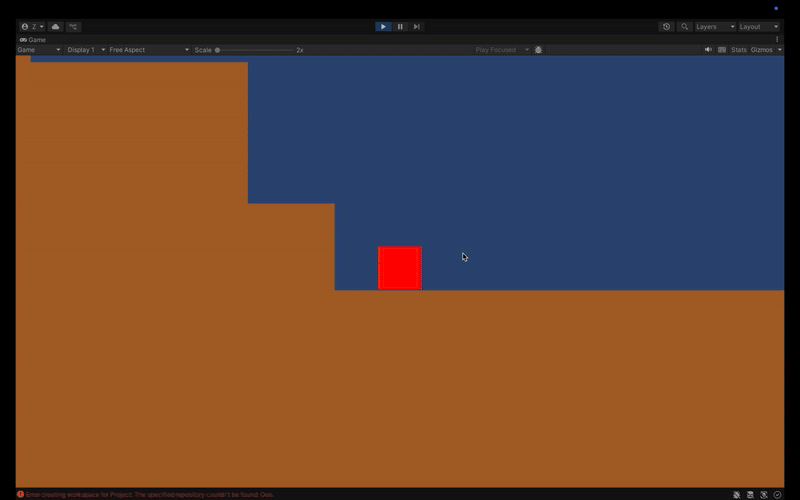 Z Layers Layout
Game
Game Display 1 Free Aspect Scale 2x Play Focused Stats Gizmos
Error creating workspace for Project: The specified repository couldn't be found: Oos.